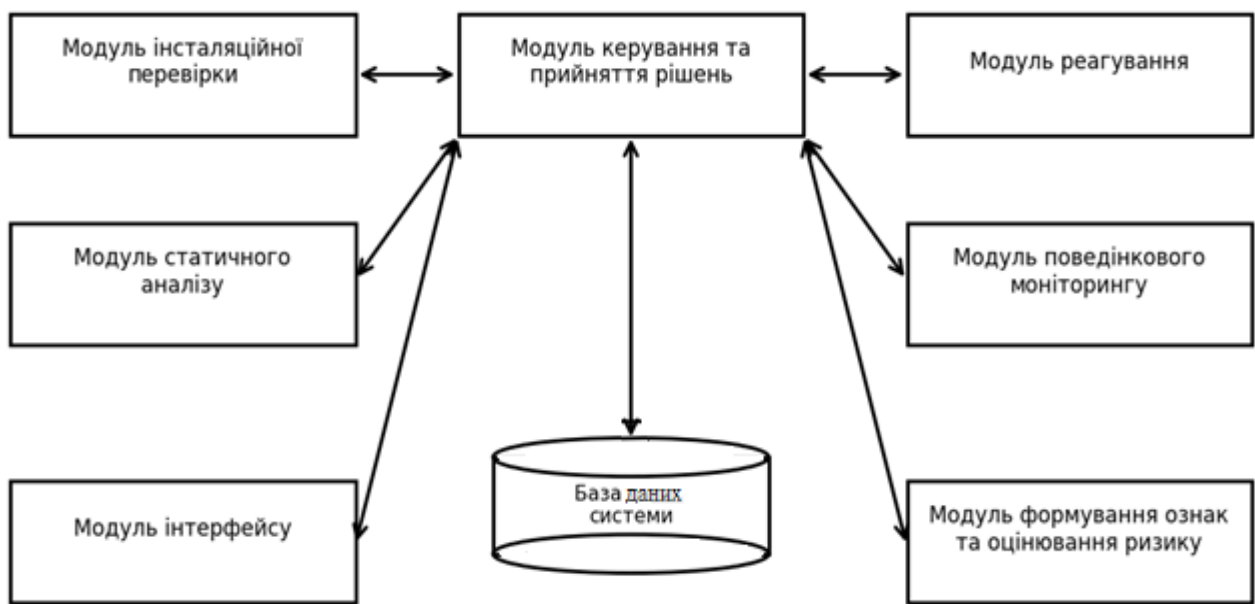 Модуль інсталяційної
перевірки
Модуль керування та
прийняття рішень
Модуль реагування
Модуль статичного
аналізу
Модуль поведінкового
моніторингу
Модуль інтерфейсу
База даних
системи
Модуль формування ознак
та оцінювання ризику